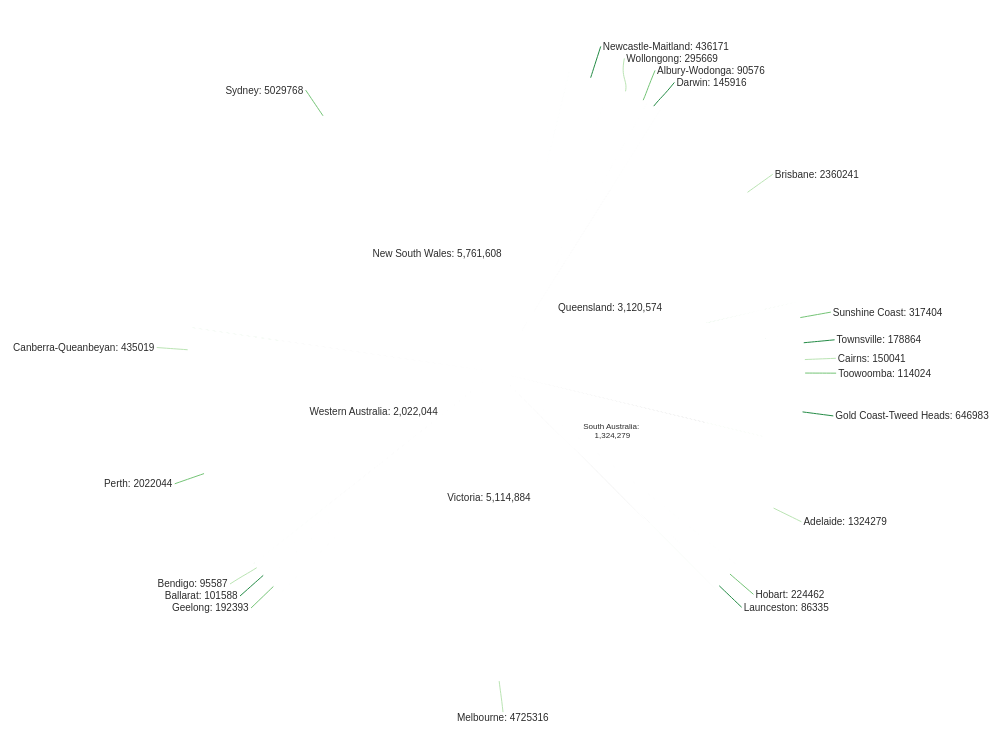 Newcastle-Maitland: 436171
Wollongong: 295669
Albury-Wodonga: 90576
Darwin: 145916
Sydney: 5029768
Brisbane: 2360241
New South Wales: 5,761,608
Queensland: 3,120,574
Sunshine Coast: 317404
Townsville: 178864
Canberra-Queanbeyan: 435019
Cairns: 150041
Toowoomba: 114024
Western Australia: 2,022,044
Gold Coast-Tweed Heads: 646983
South Australia:
1,324,279
Perth: 2022044
Victoria: 5,114,884
Adelaide: 1324279
Bendigo: 95587
Ballarat: 101588
Geelong: 192393
Hobart: 224462
Launceston: 86335
Melbourne: 4725316